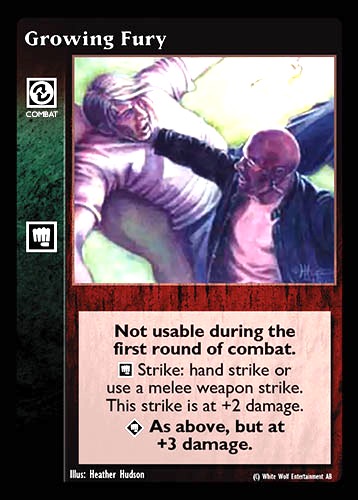 Growing Fury
COMBAT
Not usable during the
first round of combat.
Strike: hand strike or
use a melee weapon strike.
This strike is at +2 damage.
As above, but at
+3 damage.
Illus: Heather Hudson
(C) White Wolf Entertainment AB